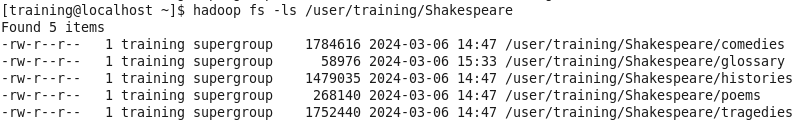 [training@localhost ~]$ hadoop fs -ls /user/training/Shakespeare
Found 5 items
-rw-r--r--   1 training supergroup    1784616 2024-03-06 14:47 /user/training/Shakespeare/comedies
-rw-r--r--   1 training supergroup      58976 2024-03-06 15:33 /user/training/Shakespeare/glossary
-rw-r--r--   1 training supergroup    1479035 2024-03-06 14:47 /user/training/Shakespeare/histories
-rw-r--r--   1 training supergroup     268140 2024-03-06 14:47 /user/training/Shakespeare/poems
-rw-r--r--   1 training supergroup    1752440 2024-03-06 14:47 /user/training/Shakespeare/tragedies